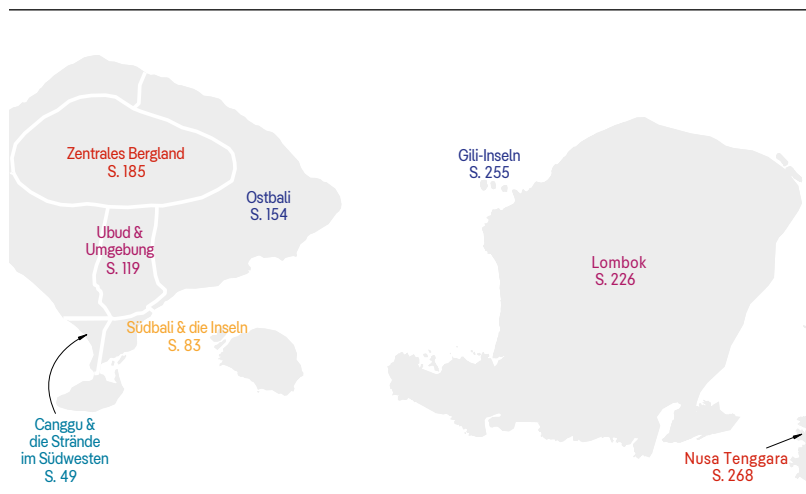 Zentrales Bergland
S. 185
Gili-Inseln
S. 255
Ostbali
S. 154
Ubud &
Umgebung
S. 119
Lombok
S. 226
Südbali & die Inseln
S. 83
Canggu &
die Strände
im Südwesten
S. 49
Nusa Tenggara
S. 268